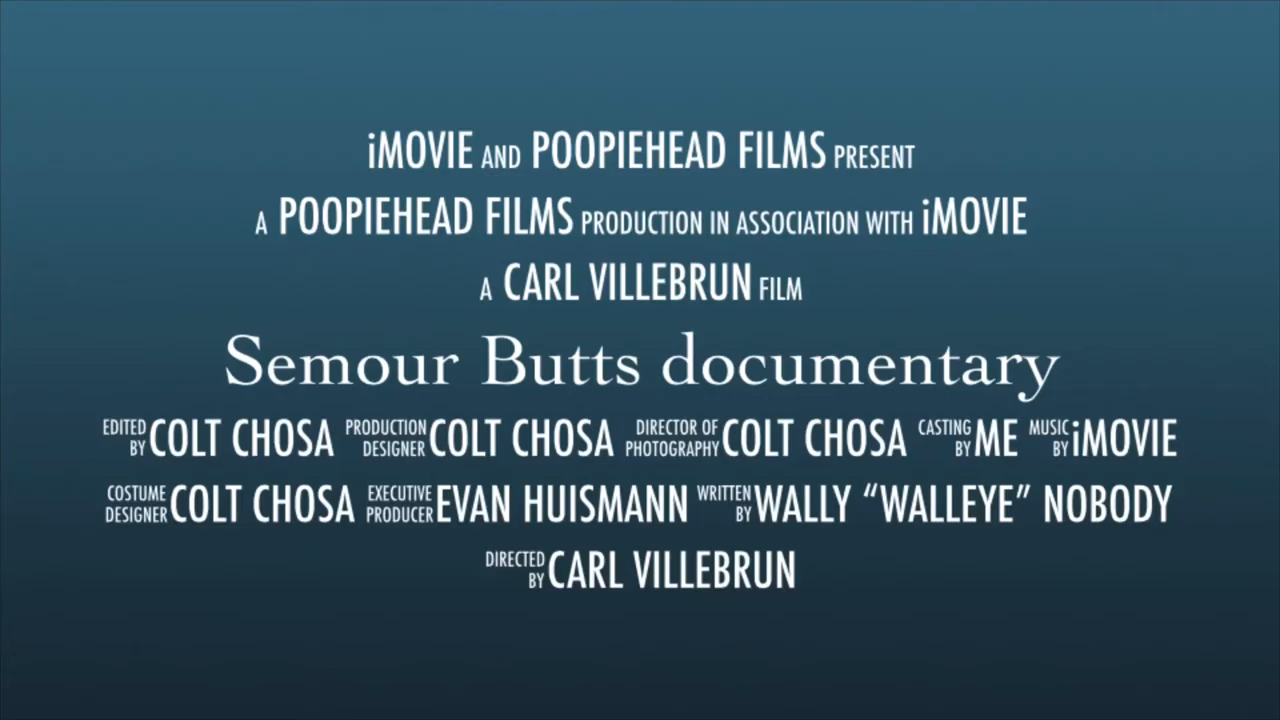 iMOVIE AND POOPIEHEAD FILMS PRESENT
A POOPIEHEAD FILMS PRODUCTION IN ASSOCIATION WITH iMOVIE
A CARL VILLEBRUN FILM
Semour Butts documentary
EDITED BY COLT CHOSA PRODUCTION DESIGNER COLT CHOSA DIRECTOR OF PHOTOGRAPHY COLT CHOSA CASTING BY ME MUSIC BY iMOVIE
COSTUME DESIGNER COLT CHOSA EXECUTIVE PRODUCER EVAN HUISMANN WRITTEN BY WALLY “WALLEYE” NOBODY
DIRECTED BY CARL VILLEBRUN